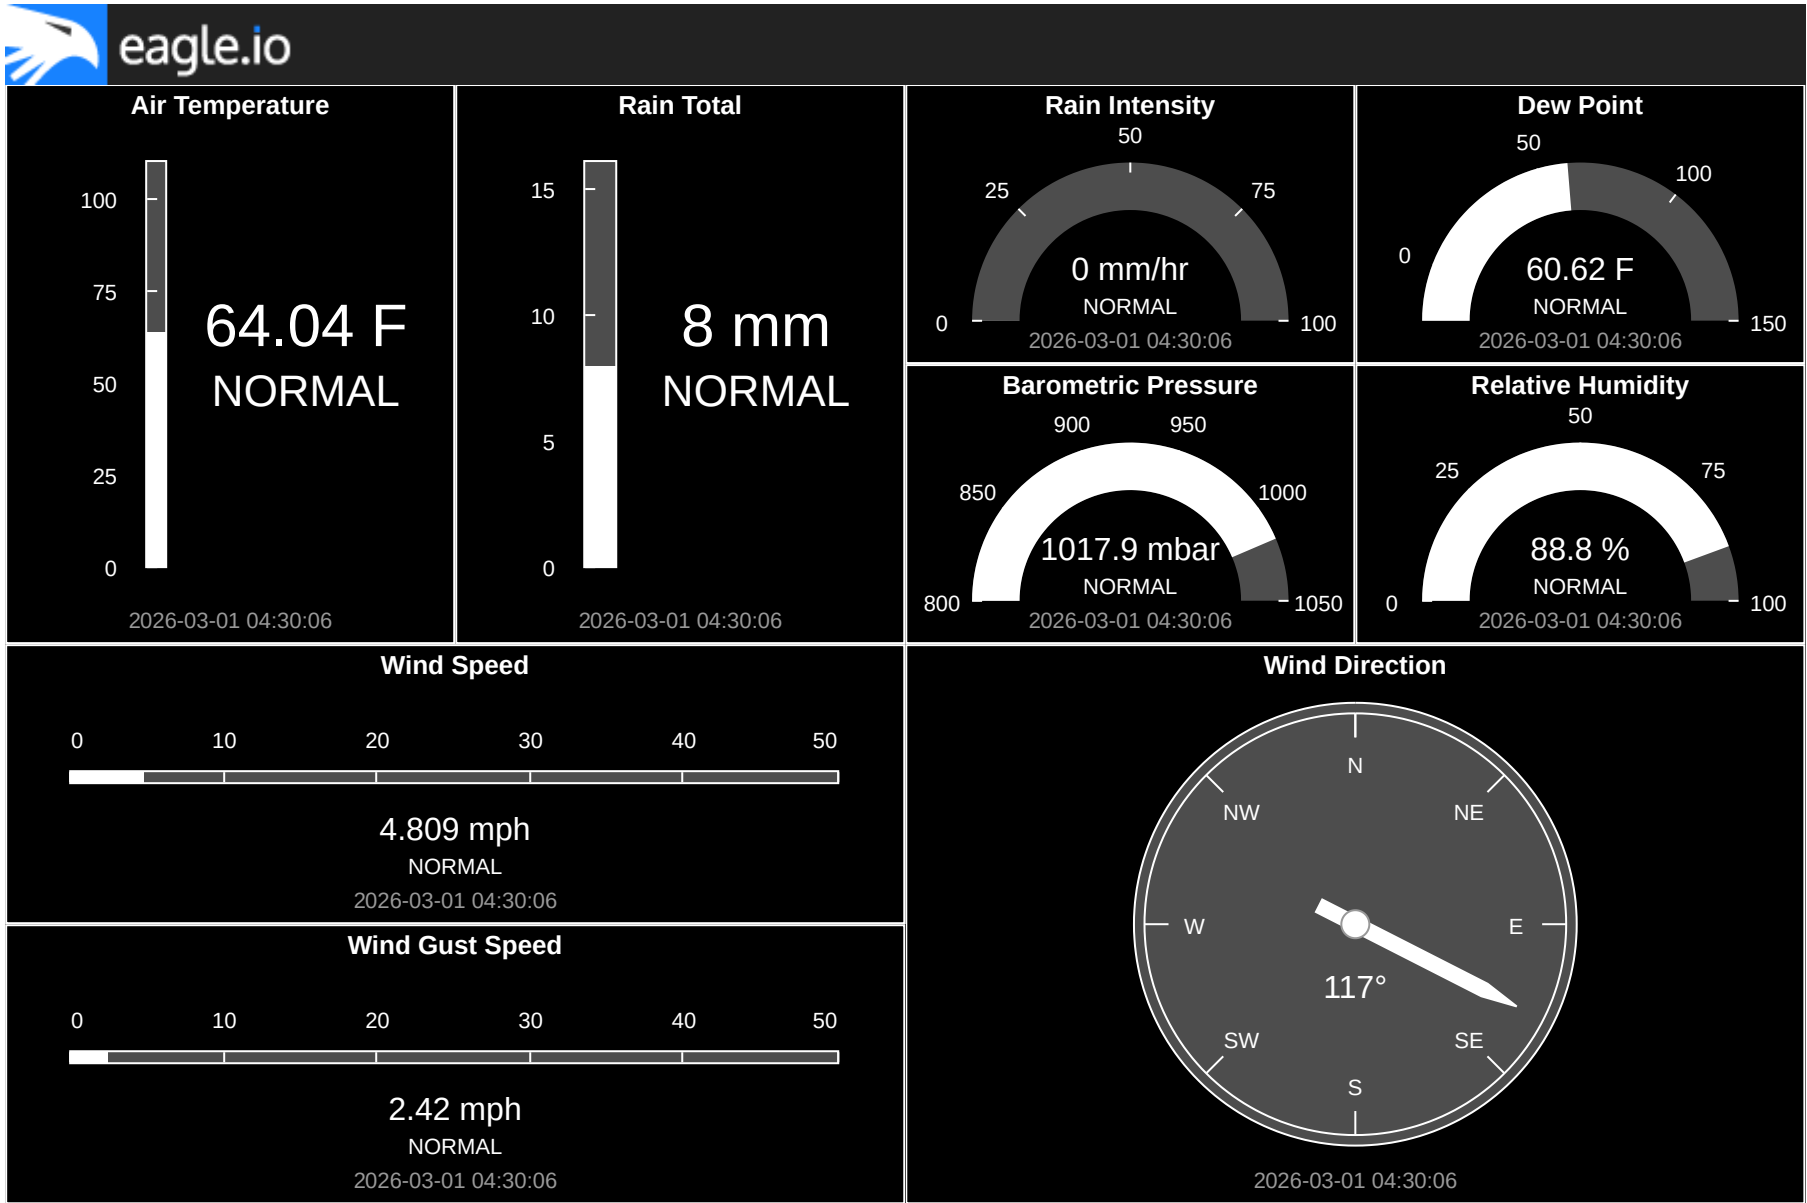 eagle.io
Air Temperature
100
75
50
25
0
64.04 F
NORMAL
2026-03-01 04:30:06
Rain Total
15
10
5
0
8 mm
NORMAL
2026-03-01 04:30:06
Rain Intensity
50
25
75
0
100
0 mm/hr
NORMAL
2026-03-01 04:30:06
Dew Point
50
100
0
150
60.62 F
NORMAL
2026-03-01 04:30:06
Barometric Pressure
900
950
850
1000
800
1050
1017.9 mbar
NORMAL
2026-03-01 04:30:06
Relative Humidity
50
25
75
0
100
88.8 %
NORMAL
2026-03-01 04:30:06
Wind Speed
0 10 20 30 40 50
4.809 mph
NORMAL
2026-03-01 04:30:06
Wind Gust Speed
0 10 20 30 40 50
2.42 mph
NORMAL
2026-03-01 04:30:06
Wind Direction
N
NW
NE
W
E
117°
SW
SE
S
2026-03-01 04:30:06